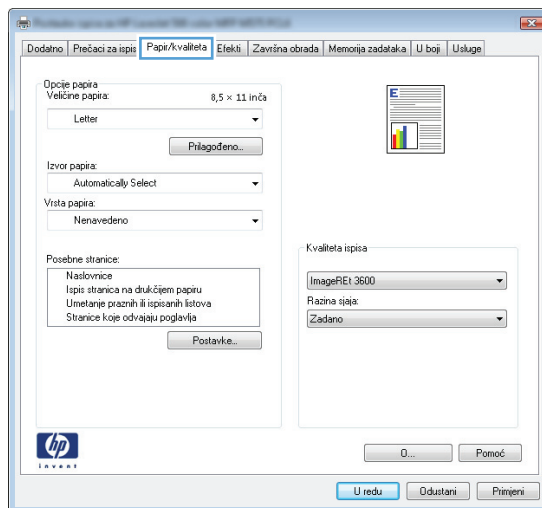 Dodatno Prečaci za ispis Papir/kvaliteta Efekti Završna obrada Memorija zadataka U boji Usluge
Opcije papira
Veličine papira: 8,5 × 11 inča
Letter
Prilagođeno...
Izvor papira:
Automatically Select
Vrsta papira:
Nenavedeno
Posebne stranice:
Naslovnice
Ispis stranica na drukčijem papiru
Umetanje praznih ili ispisanih listova
Stranice koje odvajaju poglavlja
Postavke...
E
Kvaliteta ispisa
ImageREt 3600
Razina sjaja:
Zadano
hp
invent
O... Pomoć
U redu Odustani Primjeni